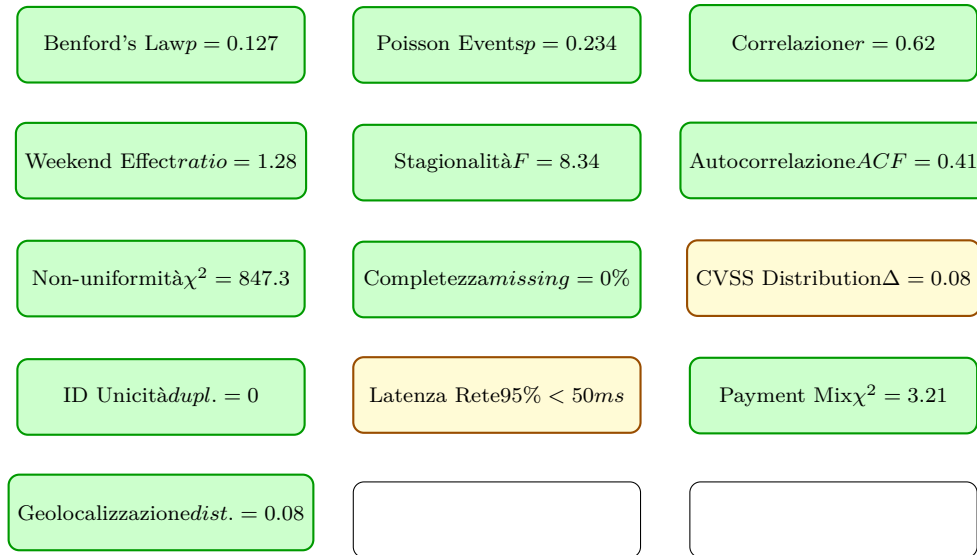 Benford's Lawp = 0.127
Poisson Eventsp = 0.234
Correlazioner = 0.62
Weekend Effectratio = 1.28
StagionalitàF = 8.34
AutocorrelazioneACF = 0.41
Non-uniformitàχ² = 847.3
Completezzamissing = 0%
CVSS DistributionΔ = 0.08
ID Unicitàdupl. = 0
Latenza Rete95% < 50ms
Payment Mixχ² = 3.21
Geolocalizzazionedist. = 0.08